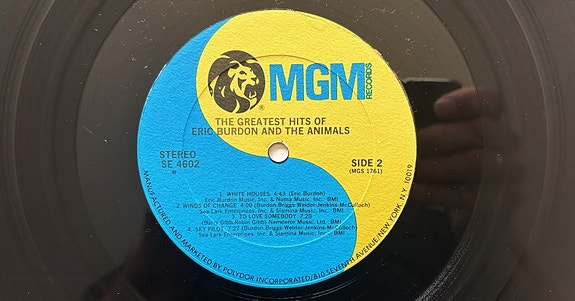 MGM RECORDS
®
THE GREATEST HITS OF
ERIC BURDON AND THE ANIMALS
STEREO
SE 4602
SIDE 2
(MGS 1761)
1. WHITE HOUSES 4:43 (Eric Burdon)
Eric Burdon Music, Inc. & Noma Music, Inc. BMI
2. WINDS OF CHANGE 4:00 (Burdon-Briggs-Weider-Jenkins-McCulloch)
Sea Lark Enterprises, Inc. & Slamina Music, Inc. BMI
3. TO LOVE SOMEBODY 7:25
(Barry Gibb-Robin Gibb) Nemperor Music, Ltd. BMI
4. SKY PILOT 7:27 (Burdon-Briggs-Weider-Jenkins-McCulloch)
Sea Lark Enterprises, Inc. & Slamina Music, Inc. BMI
MANUFACTURED AND MARKETED BY POLYDOR INCORPORATED/810 SEVENTH AVENUE, NEW YORK, N.Y. 10019